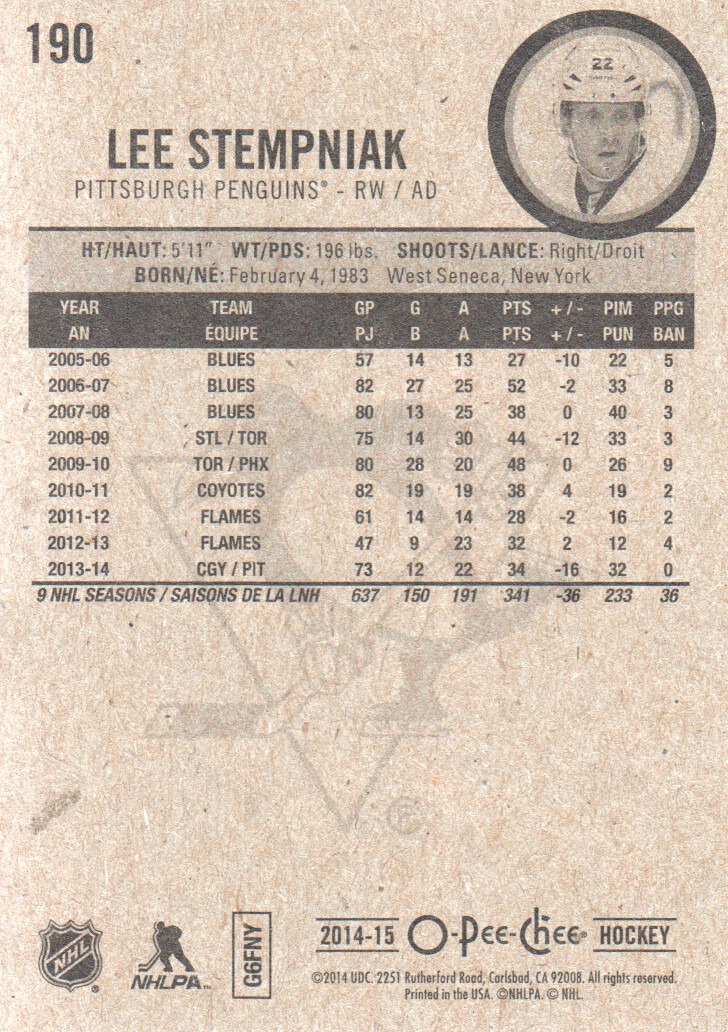 190
22
LEE STEMPNIAK
PITTSBURGH PENGUINS® - RW / AD
HT/HAUT: 5'11" WT/PDS: 196 lbs. SHOOTS/LANCE: Right/Droit
BORN/NÉ: February 4, 1983 West Seneca, New York
YEAR TEAM GP G A PTS + / - PIM PPG
AN ÉQUIPE PJ B A PTS + / - PUN BAN
2005-06 BLUES 57 14 13 27 -10 22 5
2006-07 BLUES 82 27 25 52 -2 33 8
2007-08 BLUES 80 13 25 38 0 40 3
2008-09 STL / TOR 75 14 30 44 -12 33 3
2009-10 TOR / PHX 80 28 20 48 0 26 9
2010-11 COYOTES 82 19 19 38 4 19 2
2011-12 FLAMES 61 14 14 28 -2 16 2
2012-13 FLAMES 47 9 23 32 2 12 4
2013-14 CGY / PIT 73 12 22 34 -16 32 0
9 NHL SEASONS / SAISONS DE LA LNH 637 150 191 341 -36 233 36
®
NHL ®
NHLPA™
G6FNY
2014-15 O-PEE-CHEE® HOCKEY
©2014 UDC. 2251 Rutherford Road, Carlsbad, CA 92008. All rights reserved.
Printed in the USA. ©NHLPA. © NHL.